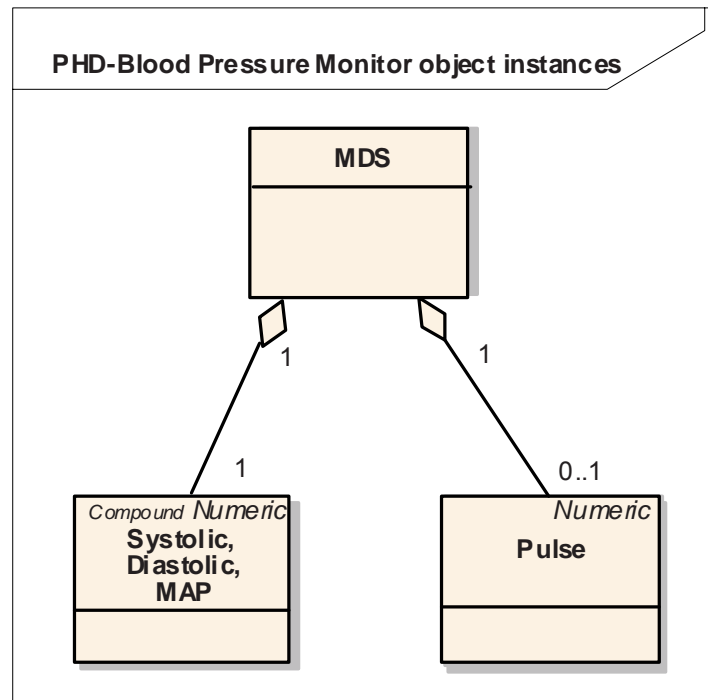 PHD-Blood Pressure Monitor object instances
MDS
1
1
1
0..1
Compound Numeric
Systolic,
Diastolic,
MAP
Numeric
Pulse